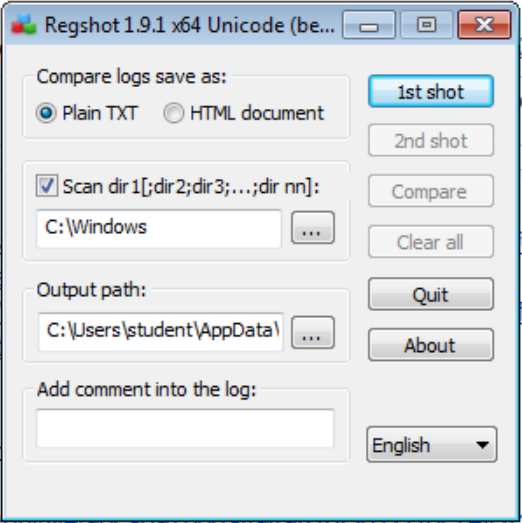 Regshot 1.9.1 x64 Unicode (be...
Compare logs save as:
Plain TXT
HTML document
1st shot
2nd shot
Scan dir1[;dir2;dir3;...;dir nn]:
C:\Windows
...
Compare
Clear all
Output path:
C:\Users\student\AppData\
...
Quit
About
Add comment into the log:
English